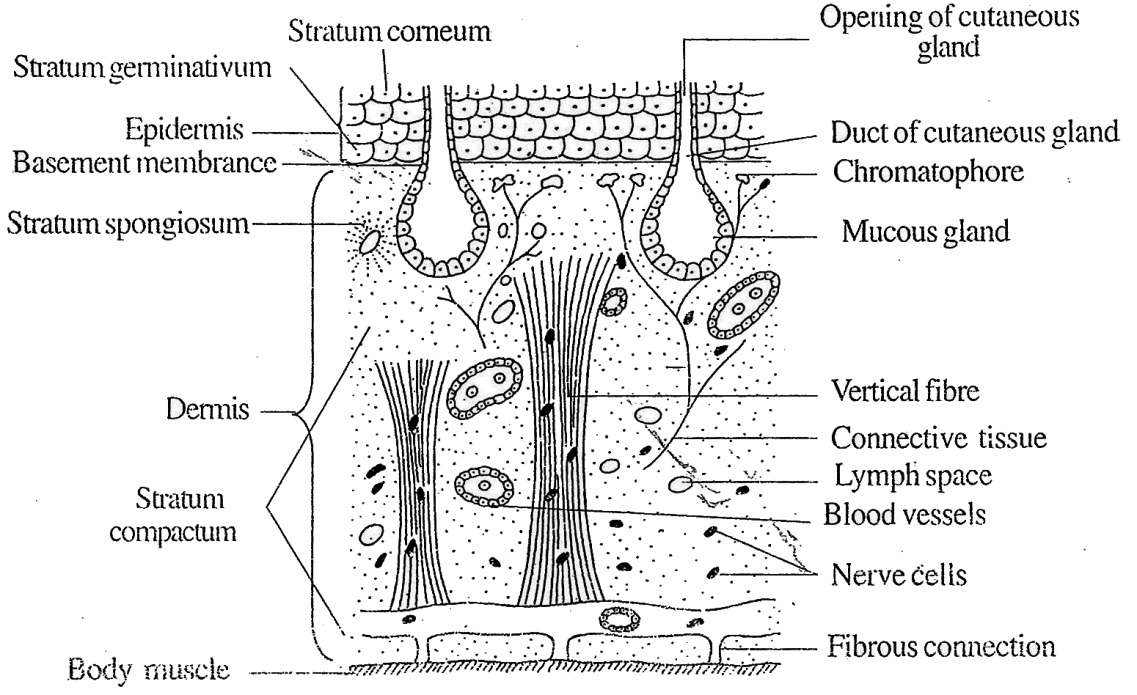 Stratum corneum
Stratum germinativum
Epidermis
Basement membrance
Stratum spongiosum
Dermis
Stratum
compactum
Body muscle
Opening of cutaneous
gland
Duct of cutaneous gland
Chromatophore
Mucous gland
Vertical fibre
Connective tissue
Lymph space
Blood vessels
Nerve cells
Fibrous connection